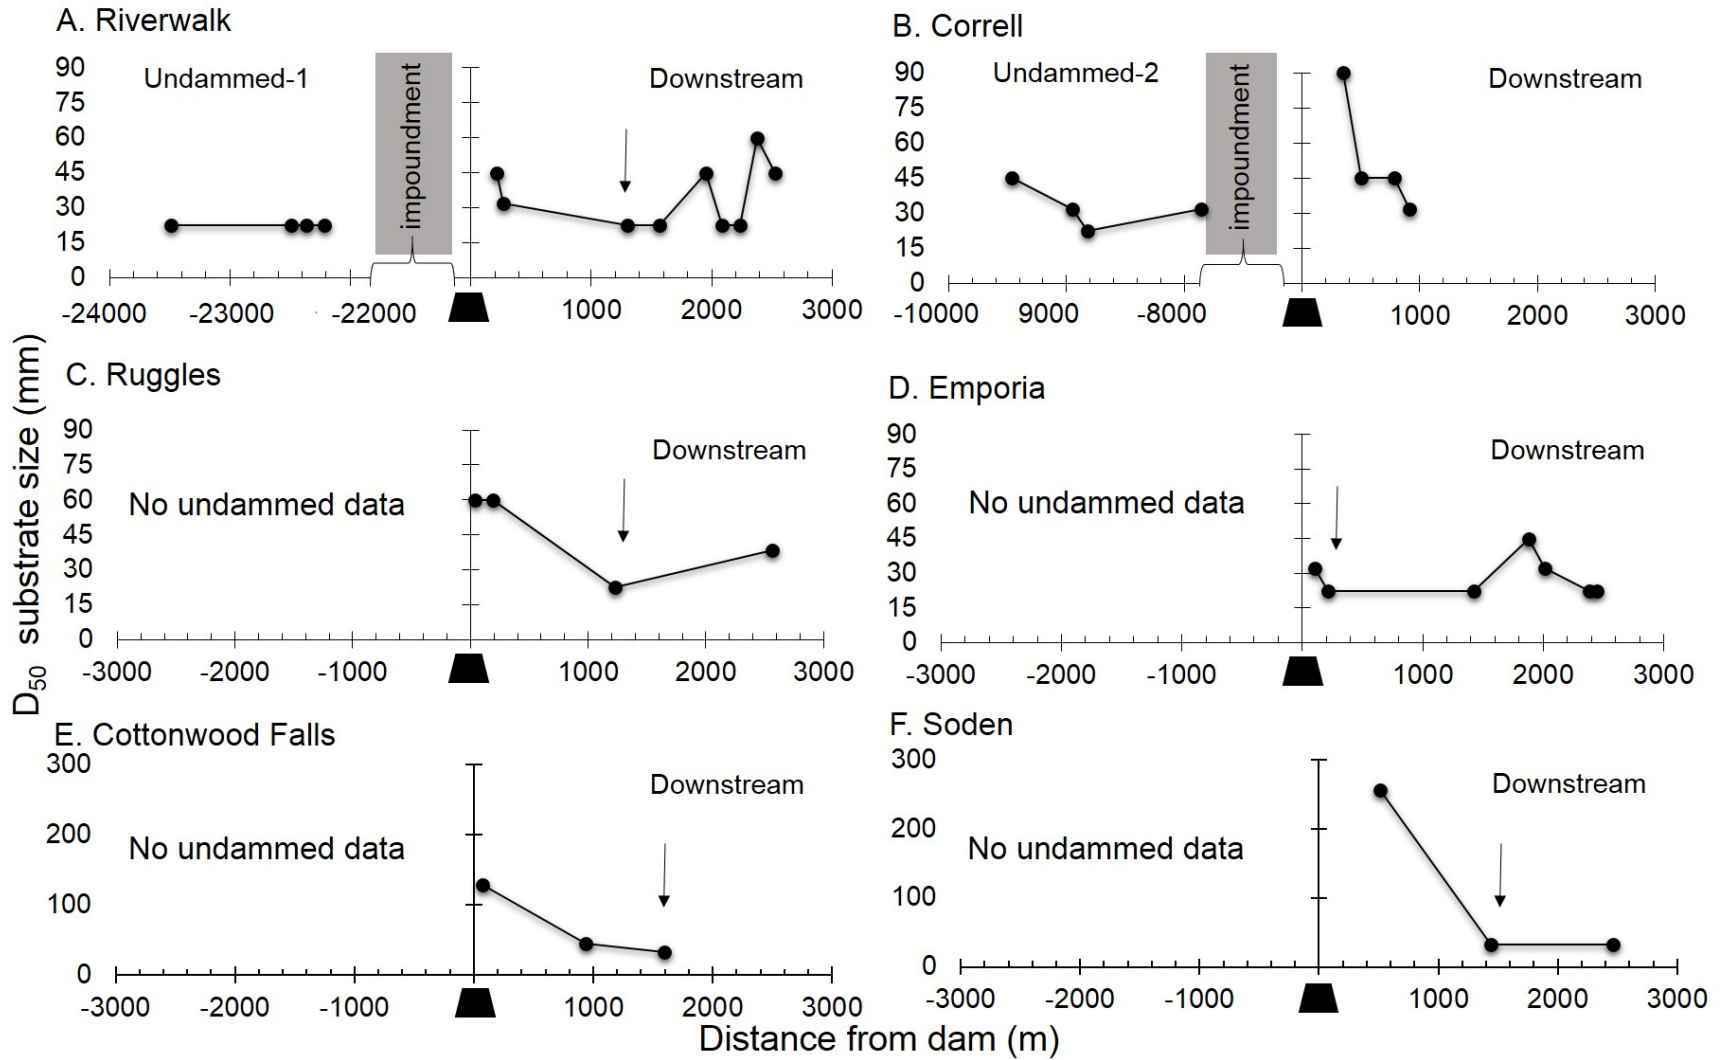 A. Riverwalk
90
75
60
45
30
15
0
Undammed-1
impoundment
Downstream
-24000 -23000 -22000 1000 2000 3000
B. Correll
90
75
60
45
30
15
0
Undammed-2
impoundment
Downstream
-10000 9000 -8000 1000 2000 3000
D50 substrate size (mm)
C. Ruggles
90
75
60
45
30
15
0
No undammed data
Downstream
-3000 -2000 -1000 1000 2000 3000
D. Emporia
90
75
60
45
30
15
0
No undammed data
Downstream
-3000 -2000 -1000 1000 2000 3000
E. Cottonwood Falls
300
200
100
0
No undammed data
Downstream
-3000 -2000 -1000 1000 2000 3000
F. Soden
300
200
100
0
No undammed data
Downstream
-3000 -2000 -1000 1000 2000 3000
Distance from dam (m)